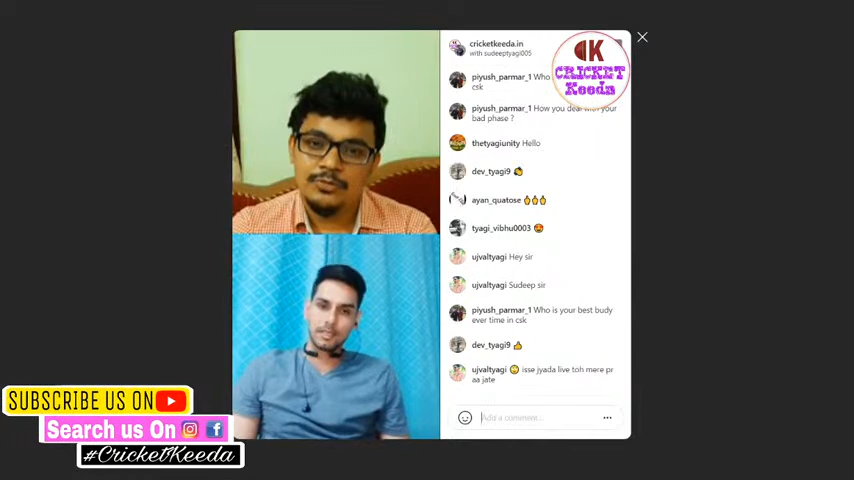 cricketkeeda.in
with sudeeptyagi005
CK
CRICKET
Keeda
piyush_parmar_1 Who
csk
piyush_parmar_1 How you deal with your
bad phase ?
thetyagiunity Hello
dev_tyagi9
ayan_quatose
tyagi_vibhu0003
ujvaltyagi Hey sir
ujvaltyagi Sudeep sir
piyush_parmar_1 Who is your best budy
ever time in csk
dev_tyagi9
ujvaltyagi isse jyada live toh mere pr
aa jate
Add a comment...
SUBSCRIBE US ON
Search us On
#CricketKeeda